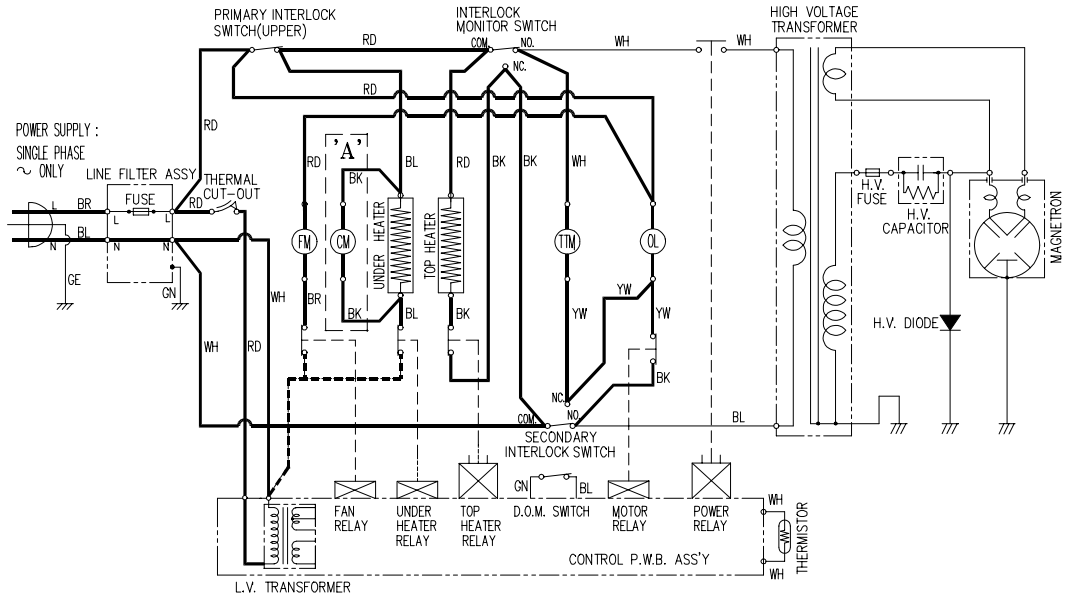 PRIMARY INTERLOCK
SWITCH(UPPER)
INTERLOCK
MONITOR SWITCH
HIGH VOLTAGE
TRANSFORMER
RD
COM.
NO.
WH
WH
NC.
RD
POWER SUPPLY :
SINGLE PHASE
~ ONLY
RD
'A'
RD
BK
BL
RD
BK
BK
WH
LINE FILTER ASSY
THERMAL
CUT-OUT
FUSE
L
BR
L
L
RD
BL
N
N
N
FM
CM
UNDER HEATER
TOP HEATER
TTM
OL
H.V.
FUSE
H.V.
CAPACITOR
MAGNETRON
GE
GN
WH
BR
BK
BL
BK
YW
YW
YW
H.V. DIODE
WH
RD
BK
NC.
NO.
COM.
BL
SECONDARY
INTERLOCK SWITCH
GN
BL
FAN
RELAY
UNDER
HEATER
RELAY
TOP
HEATER
RELAY
D.O.M. SWITCH
MOTOR
RELAY
POWER
RELAY
WH
THERMISTOR
WH
CONTROL P.W.B. ASS'Y
L.V. TRANSFORMER